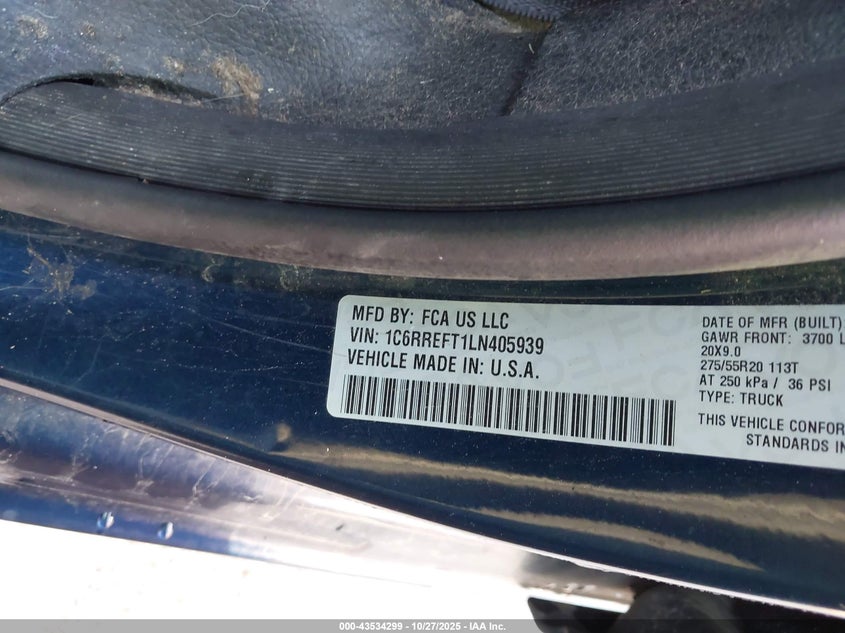 MFD BY: FCA US LLC
VIN: 1C6RREFT1LN405939
VEHICLE MADE IN: U.S.A.
DATE OF MFR (BUILT)
GAWR FRONT: 3700 L
20X9.0
275/55R20 113T
AT 250 kPa / 36 PSI
TYPE: TRUCK
THIS VEHICLE CONFOR
STANDARDS IN
000-43534299 | 10/27/2025 | © IAA Inc.